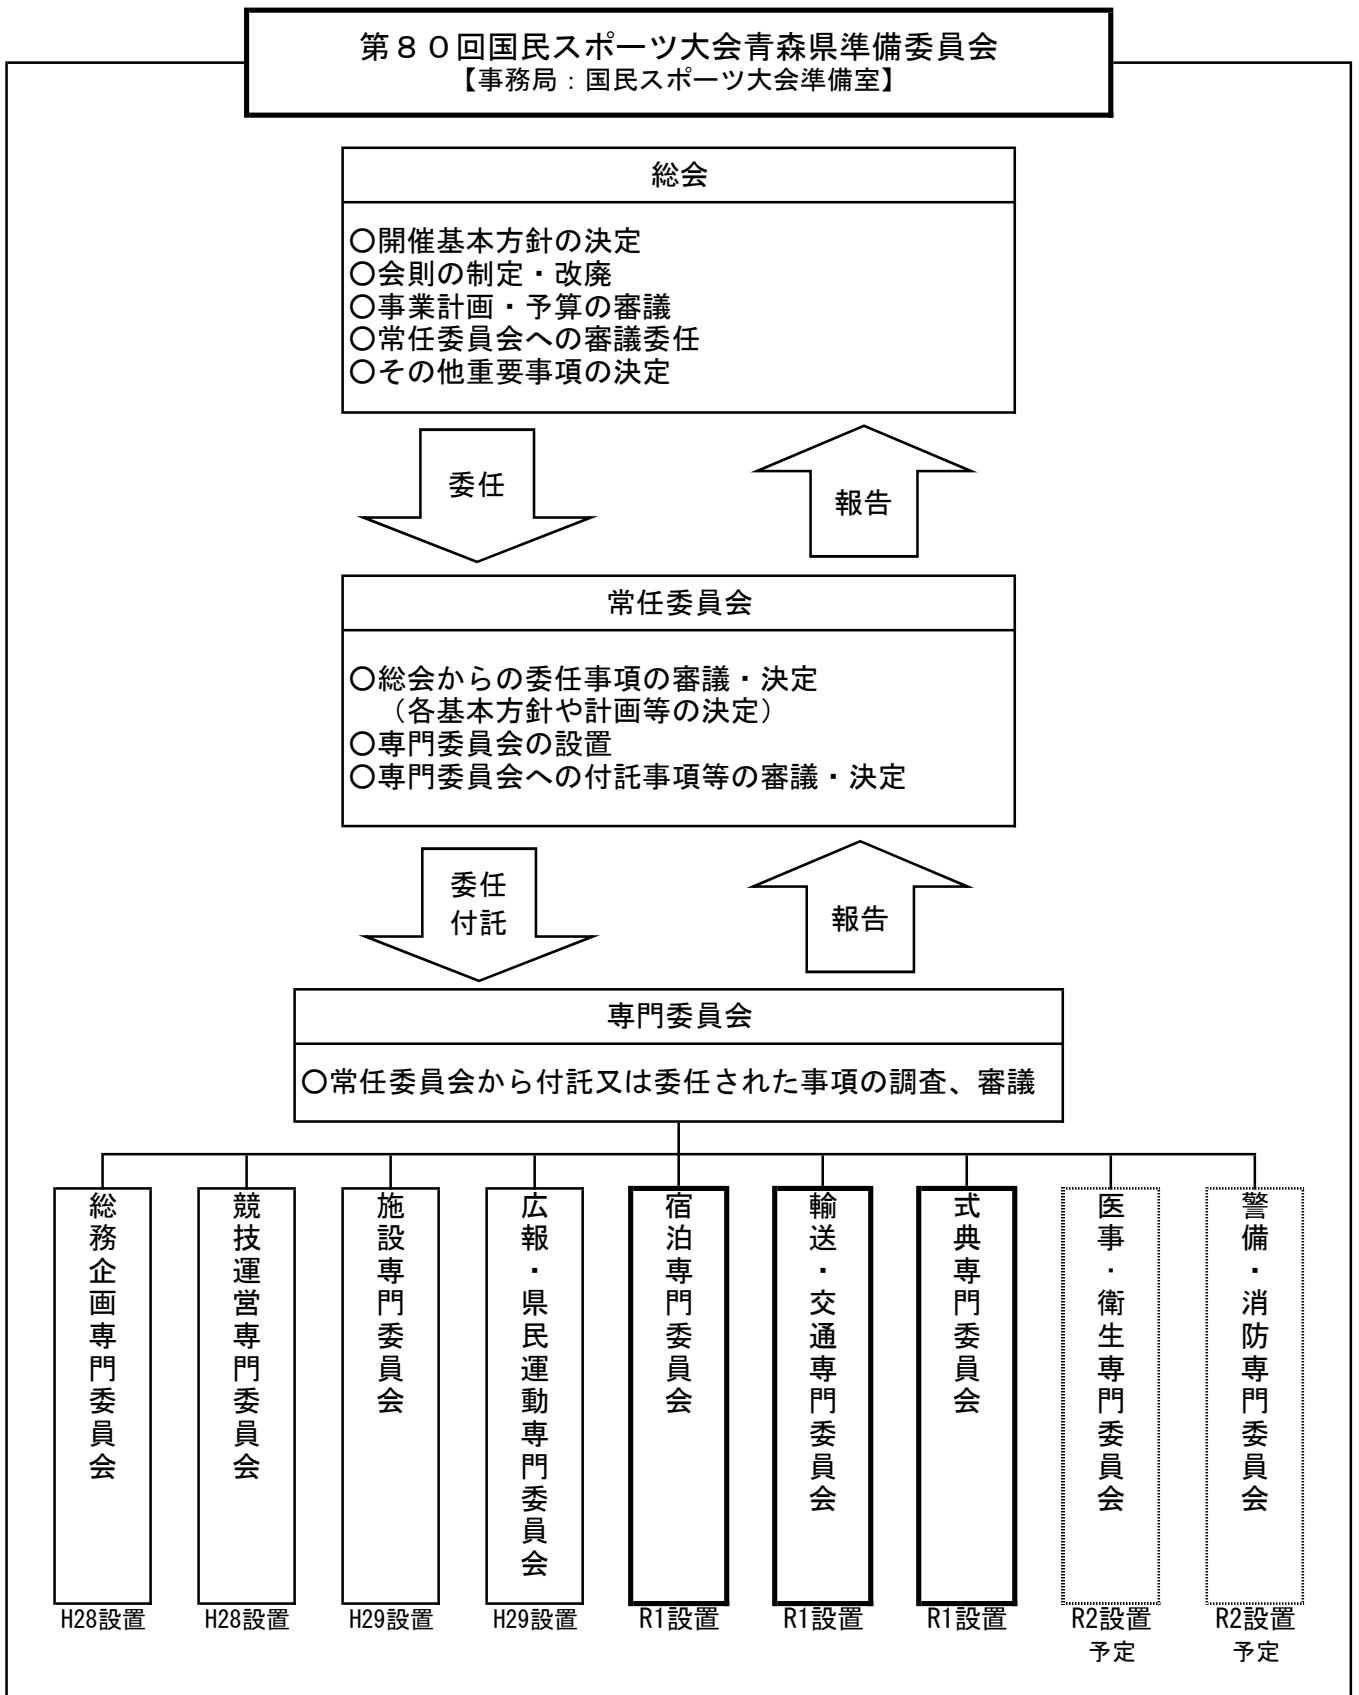 第８０回国民スポーツ大会青森県準備委員会
【事務局：国民スポーツ大会準備室】
総会
○開催基本方針の決定
○会則の制定・改廃
○事業計画・予算の審議
○常任委員会への審議委任
○その他重要事項の決定
委任
報告
常任委員会
○総会からの委任事項の審議・決定
（各基本方針や計画等の決定）
○専門委員会の設置
○専門委員会への付託事項等の審議・決定
委任
付託
報告
専門委員会
○常任委員会から付託又は委任された事項の調査、審議
総務企画専門委員会
競技運営専門委員会
施設専門委員会
広報・県民運動専門委員会
宿泊専門委員会
輸送・交通専門委員会
式典専門委員会
医事・衛生専門委員会
警備・消防専門委員会
H28設置
H28設置
H29設置
H29設置
R1設置
R1設置
R1設置
R2設置
予定
R2設置
予定